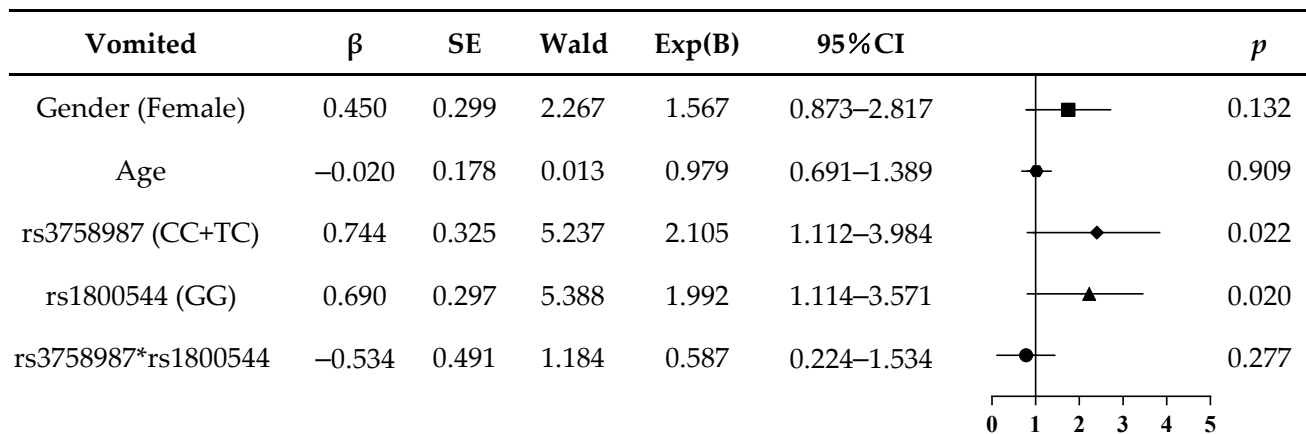 Vomited β SE Wald Exp(B) 95%CI p
Gender (Female) 0.450 0.299 2.267 1.567 0.873–2.817 0.132
Age −0.020 0.178 0.013 0.979 0.691–1.389 0.909
rs3758987 (CC+TC) 0.744 0.325 5.237 2.105 1.112–3.984 0.022
rs1800544 (GG) 0.690 0.297 5.388 1.992 1.114–3.571 0.020
rs3758987*rs1800544 −0.534 0.491 1.184 0.587 0.224–1.534 0.277
0 1 2 3 4 5